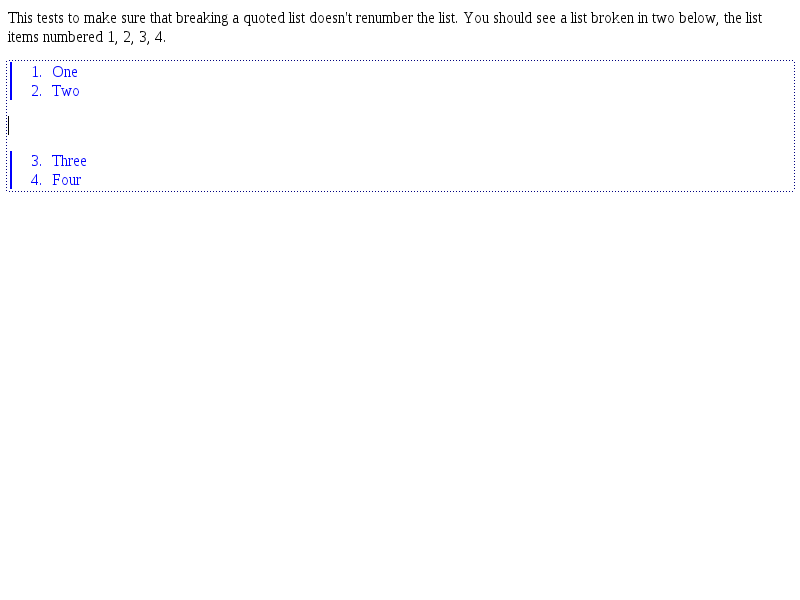 This tests to make sure that breaking a quoted list doesn't renumber the list. You should see a list broken in two below, the list
items numbered 1, 2, 3, 4.
1. One
2. Two
3. Three
4. Four